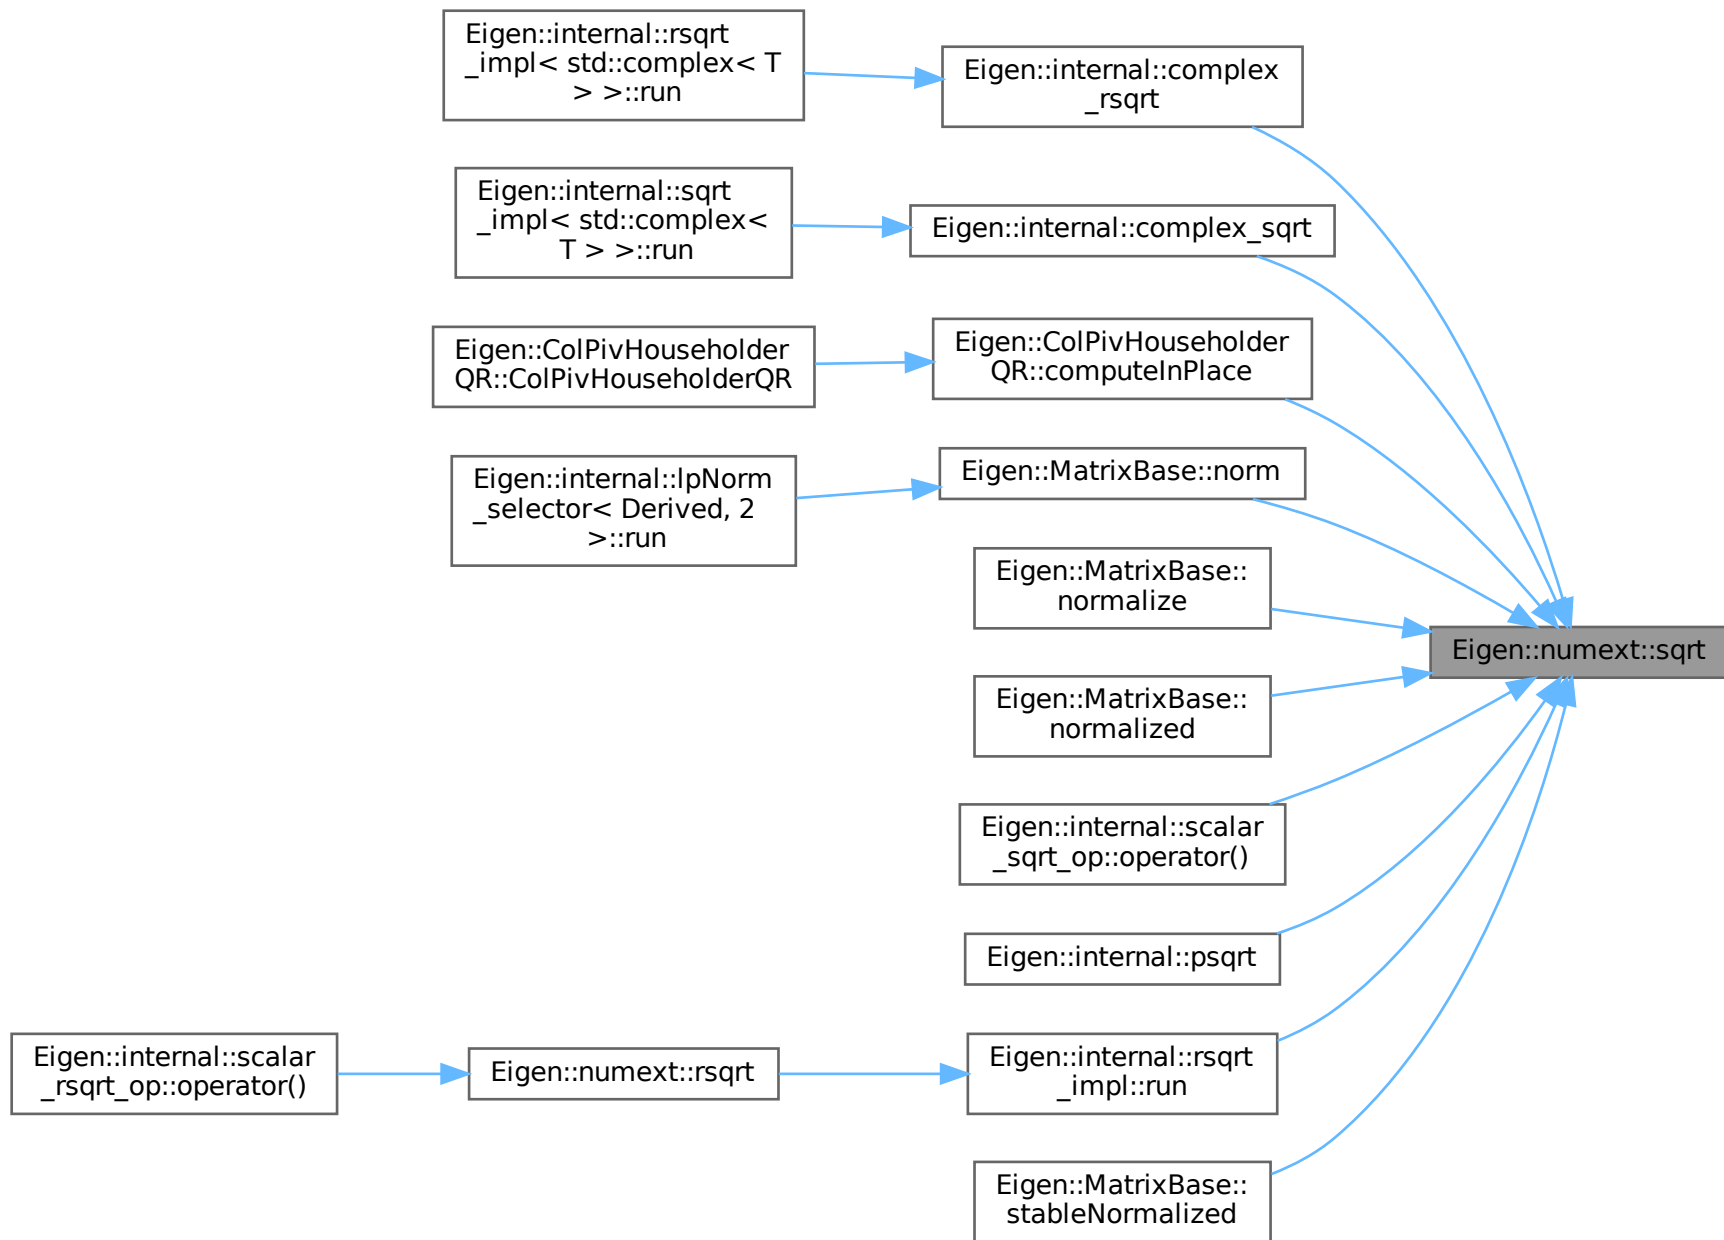 Eigen::internal::rsqrt
_impl< std::complex< T
> >::run
Eigen::internal::complex
_rsqrt
Eigen::internal::sqrt
_impl< std::complex<
T > >::run
Eigen::internal::complex_sqrt
Eigen::ColPivHouseholder
QR::ColPivHouseholderQR
Eigen::ColPivHouseholder
QR::computeInPlace
Eigen::internal::lpNorm
_selector< Derived, 2
>::run
Eigen::MatrixBase::norm
Eigen::MatrixBase::
normalize
Eigen::numext::sqrt
Eigen::MatrixBase::
normalized
Eigen::internal::scalar
_sqrt_op::operator()
Eigen::internal::psqrt
Eigen::internal::scalar
_rsqrt_op::operator()
Eigen::numext::rsqrt
Eigen::internal::rsqrt
_impl::run
Eigen::MatrixBase::
stableNormalized